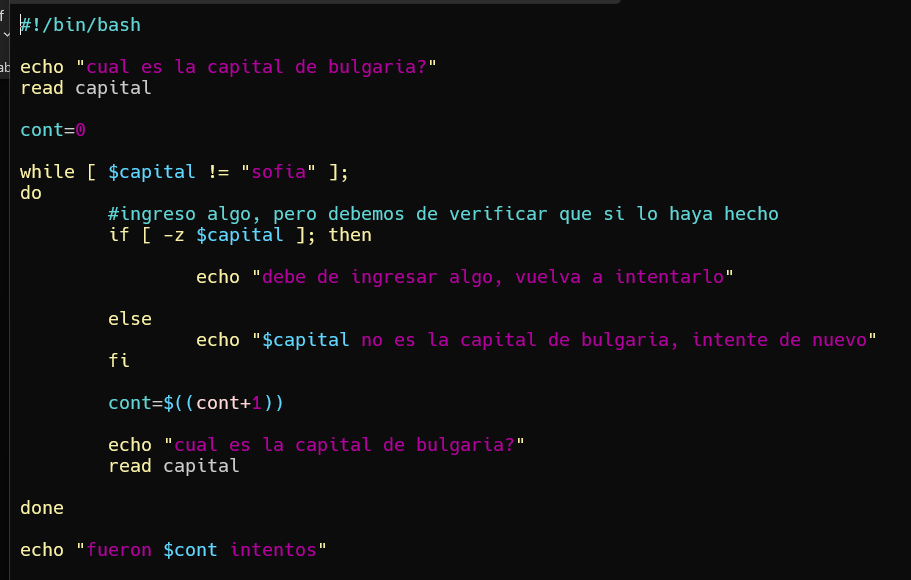 #!/bin/bash
echo "cual es la capital de bulgaria?"
read capital
cont=0
while [ $capital != "sofia" ];
do
#ingreso algo, pero debemos de verificar que si lo haya hecho
if [ -z $capital ]; then
echo "debe de ingresar algo, vuelva a intentarlo"
else
echo "$capital no es la capital de bulgaria, intente de nuevo"
fi
cont=$((cont+1))
echo "cual es la capital de bulgaria?"
read capital
done
echo "fueron $cont intentos"